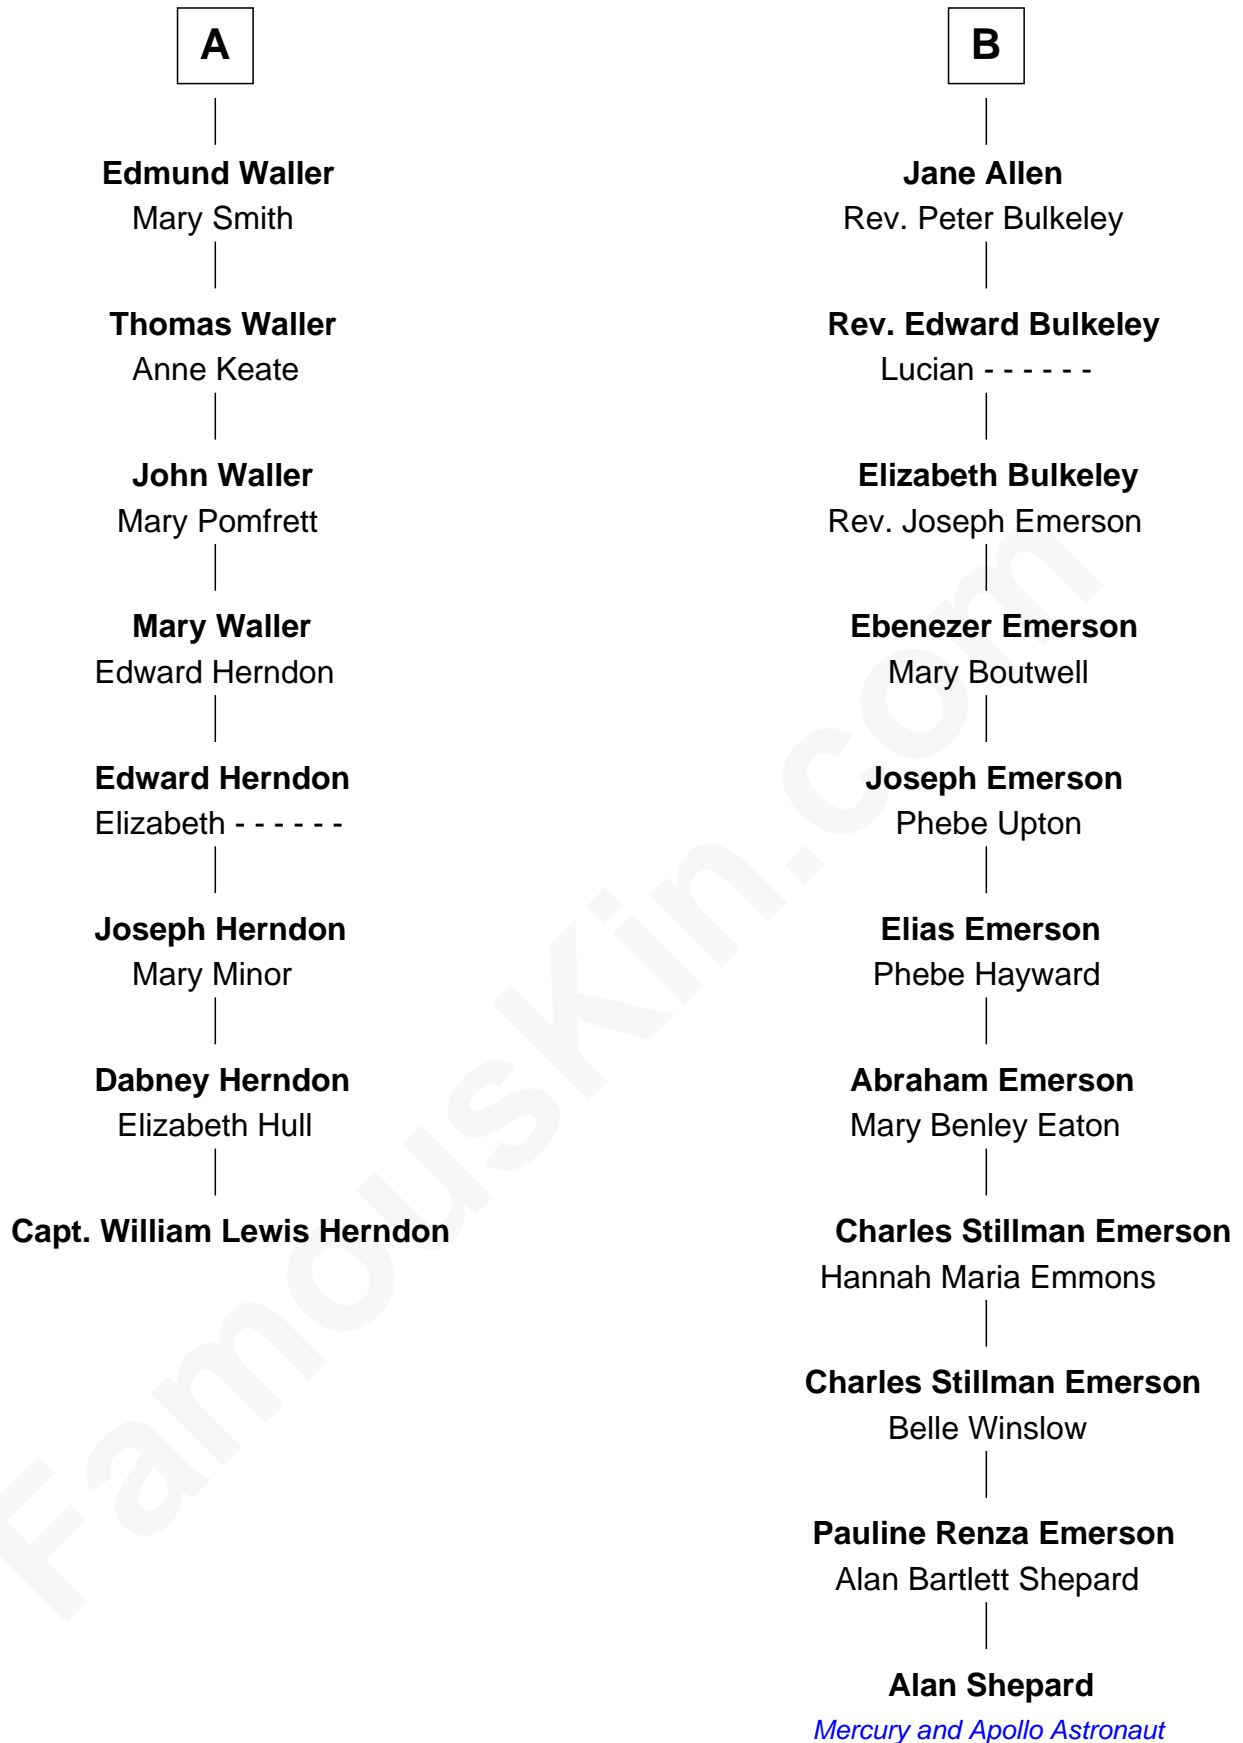 A
Edmund Waller
Mary Smith
Thomas Waller
Anne Keate
John Waller
Mary Pomfrett
Mary Waller
Edward Herndon
Edward Herndon
Elizabeth - - - - - -
Joseph Herndon
Mary Minor
Dabney Herndon
Elizabeth Hull
Capt. William Lewis Herndon
B
Jane Allen
Rev. Peter Bulkeley
Rev. Edward Bulkeley
Lucian - - - - - -
Elizabeth Bulkeley
Rev. Joseph Emerson
Ebenezer Emerson
Mary Boutwell
Joseph Emerson
Phebe Upton
Elias Emerson
Phebe Hayward
Abraham Emerson
Mary Benley Eaton
Charles Stillman Emerson
Hannah Maria Emmons
Charles Stillman Emerson
Belle Winslow
Pauline Renza Emerson
Alan Bartlett Shepard
Alan Shepard
Mercury and Apollo Astronaut
FamousKin.com